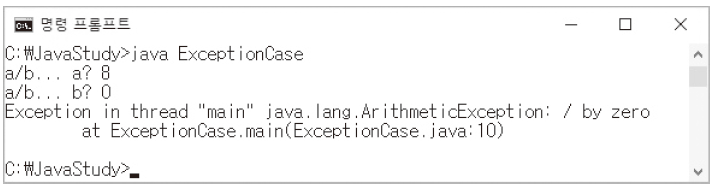 명령 프롬프트
C:\JavaStudy>java ExceptionCase
a/b... a? 8
a/b... b? 0
Exception in thread "main" java.lang.ArithmeticException: / by zero
        at ExceptionCase.main(ExceptionCase.java:10)
C:\JavaStudy>